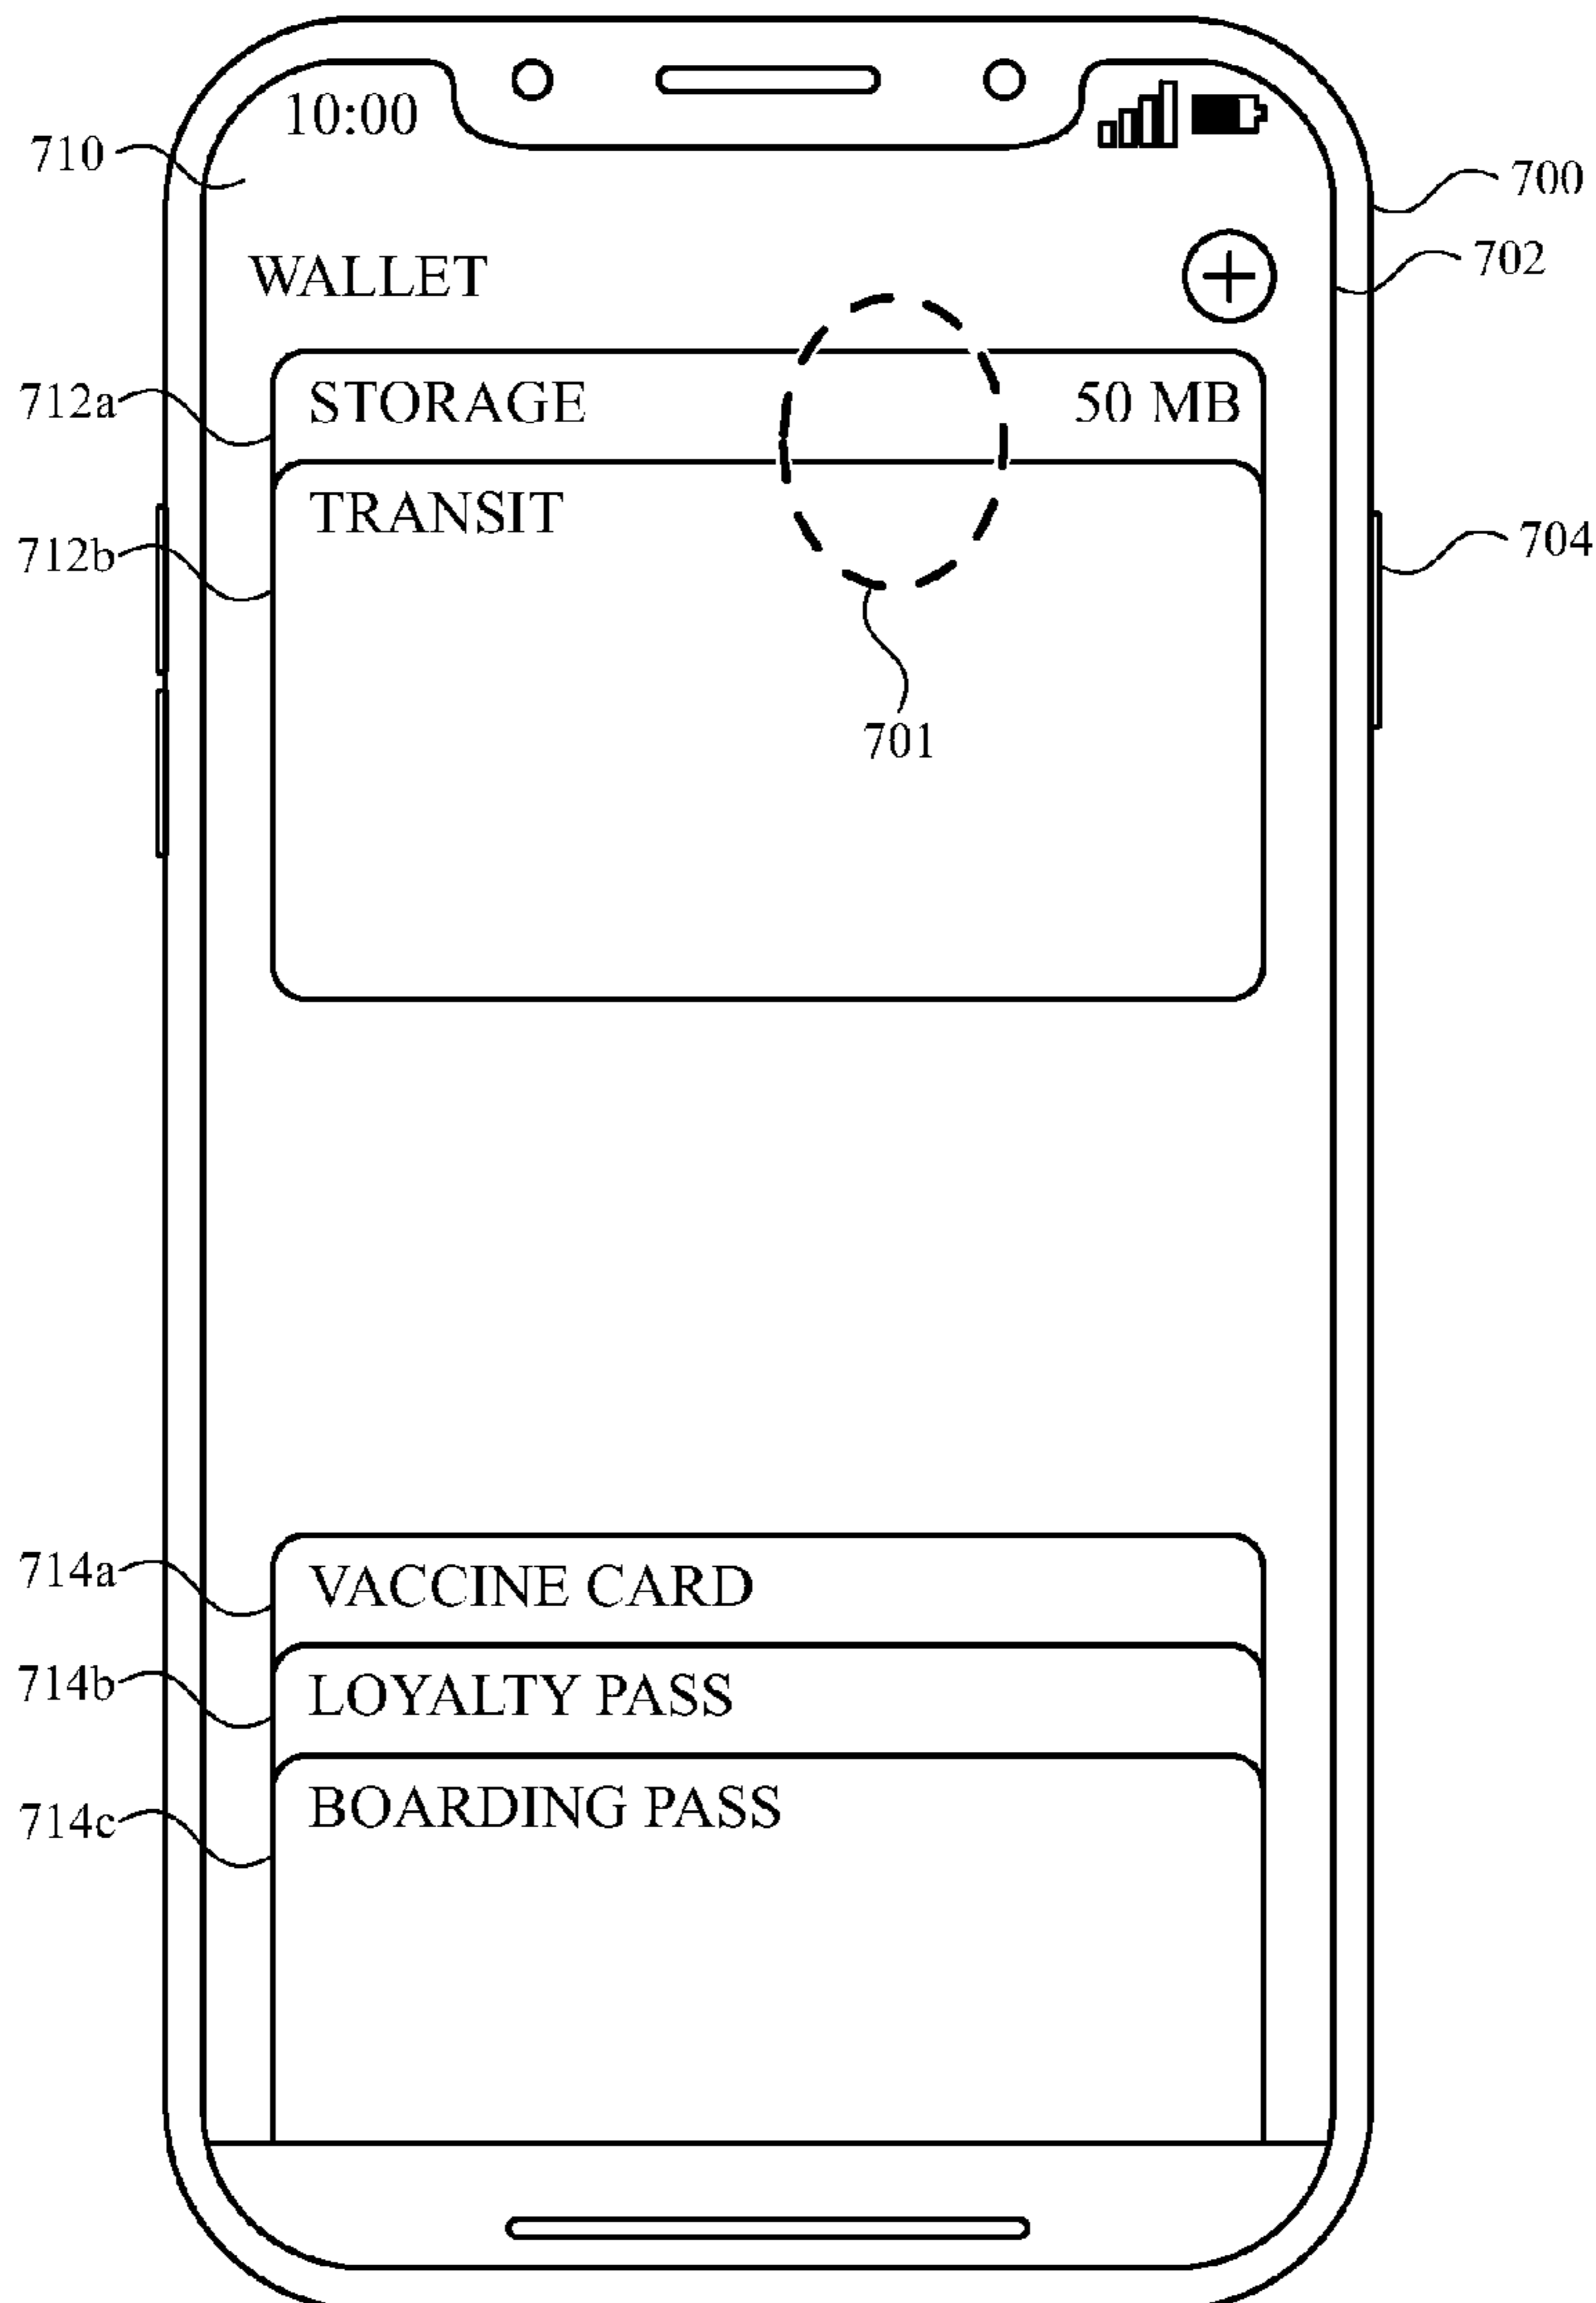 10:00
710
700
702
WALLET
712a
STORAGE 50 MB
TRANSIT
712b
704
701
714a
VACCINE CARD
714b
LOYALTY PASS
714c
BOARDING PASS